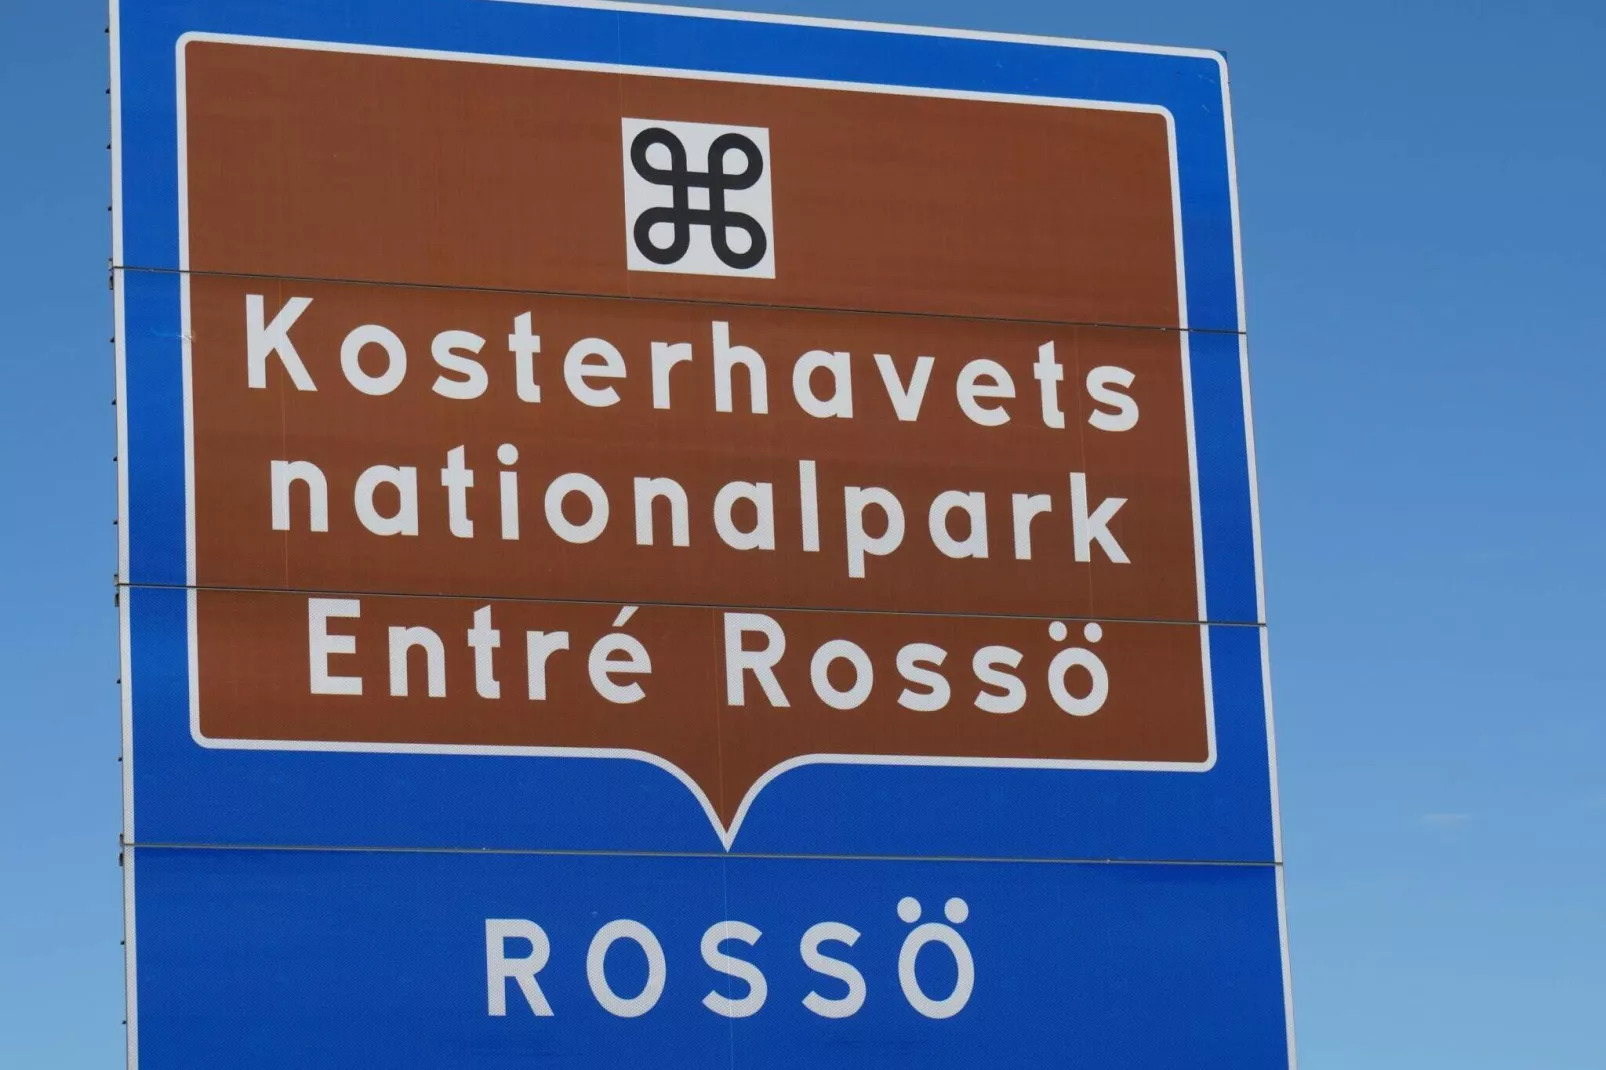 Kosterhavets
nationalpark
Entré Rossö
ROSSÖ